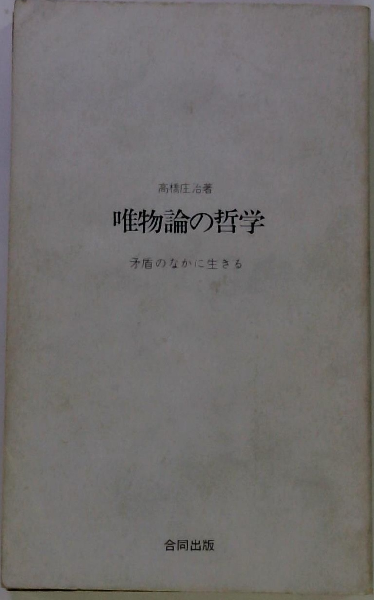 高橋庄治著
唯物論の哲学
矛盾のなかに生きる
合同出版